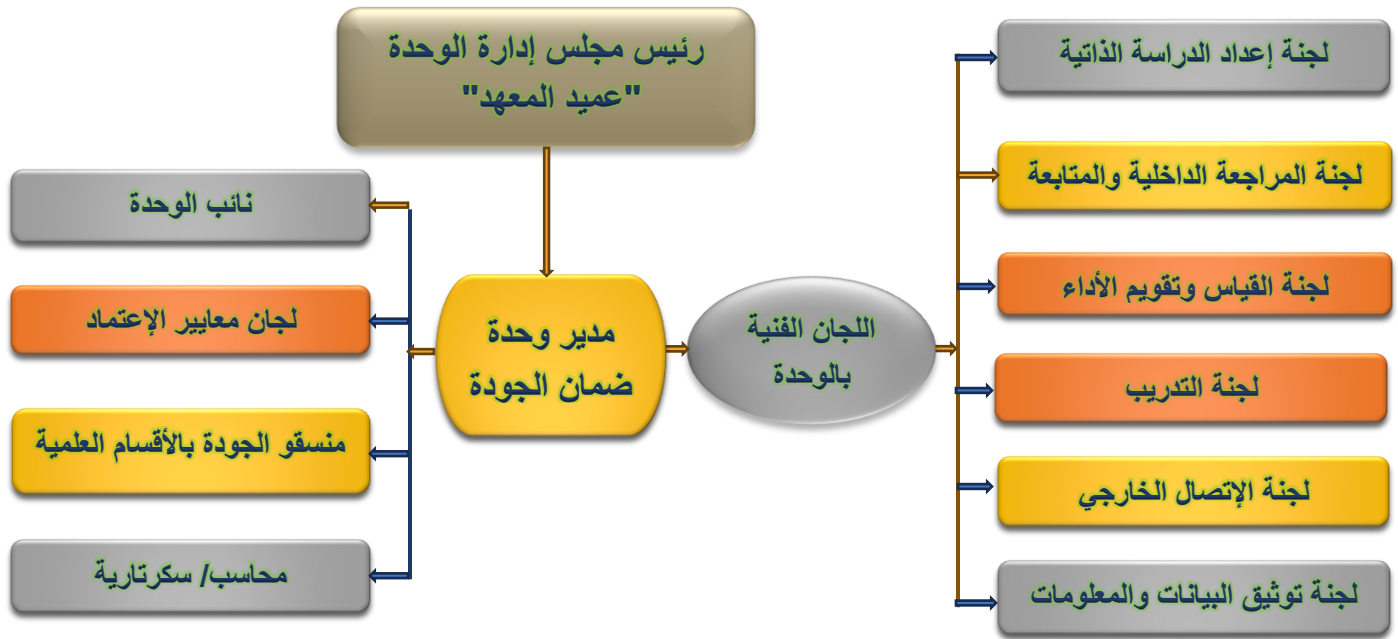 رئيس مجلس إدارة الوحدة
"عميد المعهد"
لجنة إعداد الدراسة الذاتية
لجنة المراجعة الداخلية والمتابعة
لجنة القياس وتقويم الأداء
لجنة التدريب
لجنة الإتصال الخارجي
لجنة توثيق البيانات والمعلومات
اللجان الفنية
بالوحدة
مدير وحدة
ضمان الجودة
نائب الوحدة
لجان معايير الإعتماد
منسقو الجودة بالأقسام العلمية
محاسب/ سكرتارية